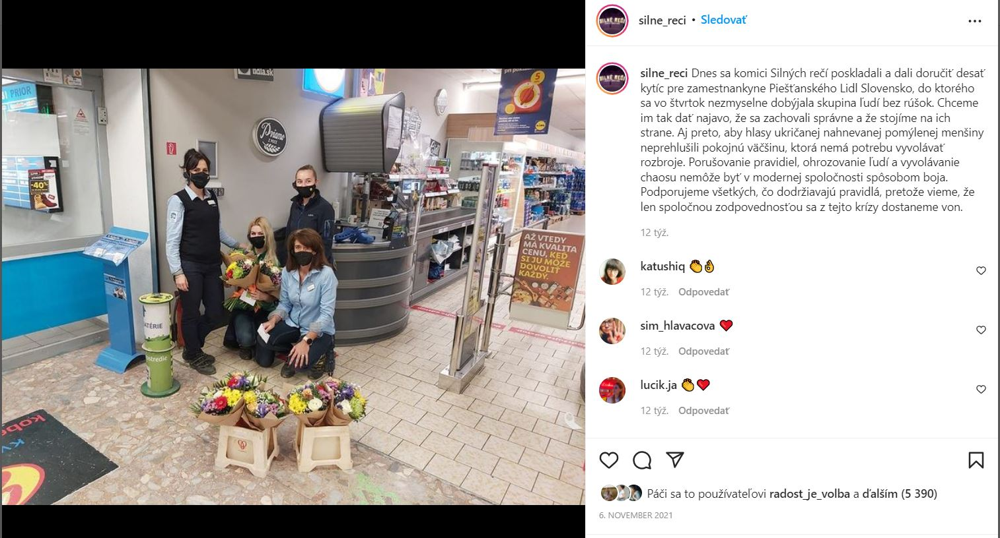 silne_reci • Sledovať
SILNÉ REČI
silne_reci Dnes sa komici Silných rečí poskladali a dali doručiť desať
kytíc pre zamestnankyne Piešťanského Lidl Slovensko, do ktorého
sa vo štvrtok nezmyselne dobýjala skupina ľudí bez rúšok. Chceme
im tak dať najavo, že sa zachovali správne a že stojíme na ich
strane. Aj preto, aby hlasy ukričanej nahnevanej pomýlenej menšiny
neprehlušili pokojnú väčšinu, ktorá nemá potrebu vyvolávať
rozbroje. Porušovanie pravidiel, ohrozovanie ľudí a vyvolávanie
chaosu nemôže byť v modernej spoločnosti spôsobom boja.
Podporujeme všetkých, čo dodržiavajú pravidlá, pretože vieme, že
len spoločnou zodpovednosťou sa z tejto krízy dostaneme von.
12 týž.
katushiq 👏👌
12 týž. Odpovedať
sim_hlavacova ❤️
12 týž. Odpovedať
lucik.ja 👏❤️
12 týž. Odpovedať
Páči sa to používateľovi radost_je_volba a ďalším (5 390)
6. NOVEMBER 2021
PRIOR
-40%
Priamo
Z PECE
5
AŽ VTEDY
MÁ KVALITA
CENU, KEĎ
SI JU MÔŽE
DOVOLIŤ
KAŽDÝ.